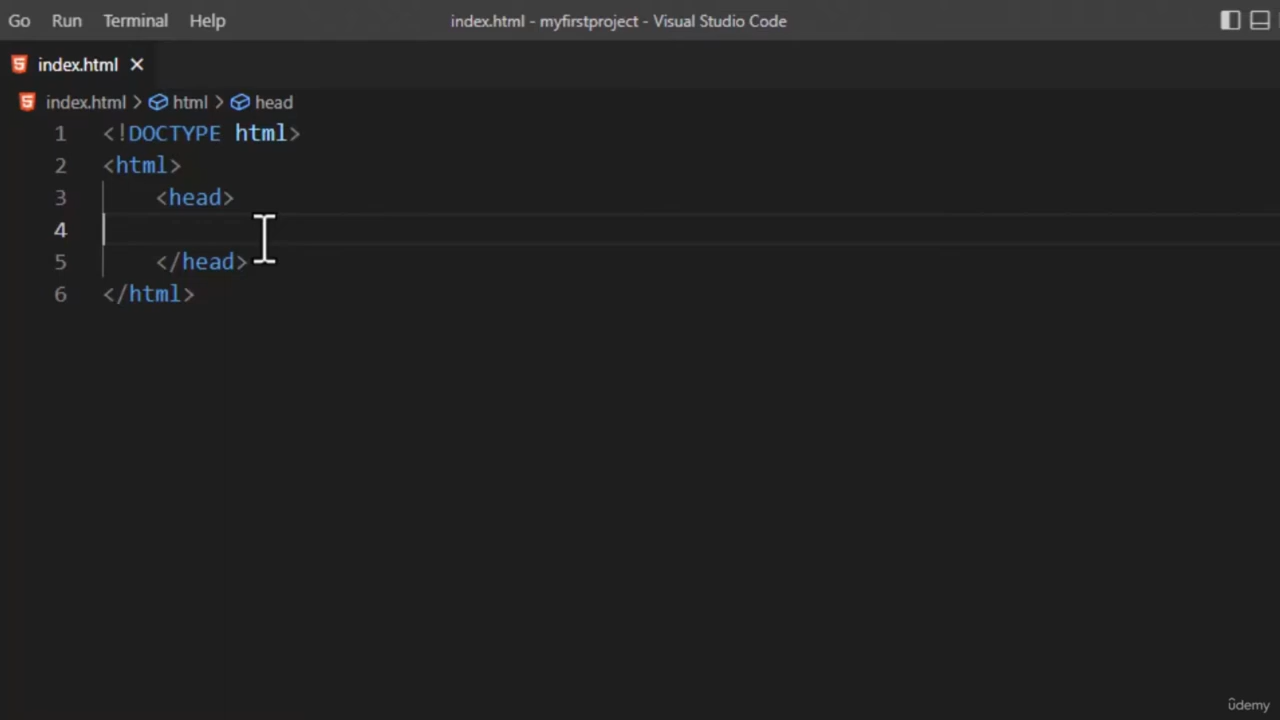 Go Run Terminal Help index.html - myfirstproject - Visual Studio Code
index.html
index.html > html > head
1 <!DOCTYPE html>
2 <html>
3 <head>
4
5 </head>
6 </html>
udemy